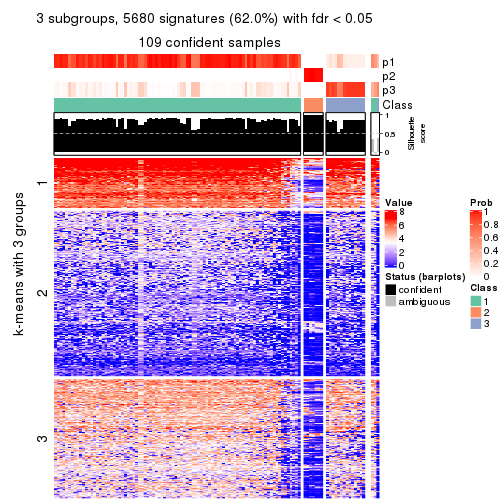 3 subgroups, 5680 signatures (62.0%) with fdr < 0.05
109 confident samples
p1
p2
p3
Class
1
0.5
0
Silhouette
score
k-means with 3 groups
1
2
3
Value
8
6
4
2
0
Status (barplots)
confident
ambiguous
Prob
1
0.8
0.6
0.4
0.2
0
Class
1
2
3